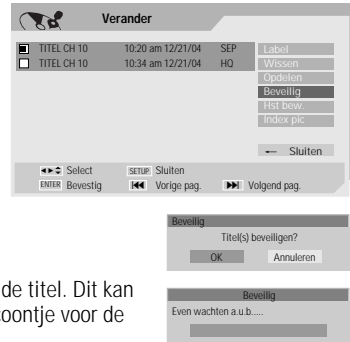 Verander
TITEL CH 10 10:20 am 12/21/04 SEP
TITEL CH 10 10:34 am 12/21/04 HQ
Label
Wissen
Opdelen
Beveilig
Hst bew.
Index pic
Sluiten
Select SETUP Sluiten
ENTER Bevestig Vorige pag. Volgend pag.
Beveilig
Titel(s) beveiligen?
OK Annuleren
de titel. Dit kan
oontje voor de
Beveilig
Even wachten a.u.b.....